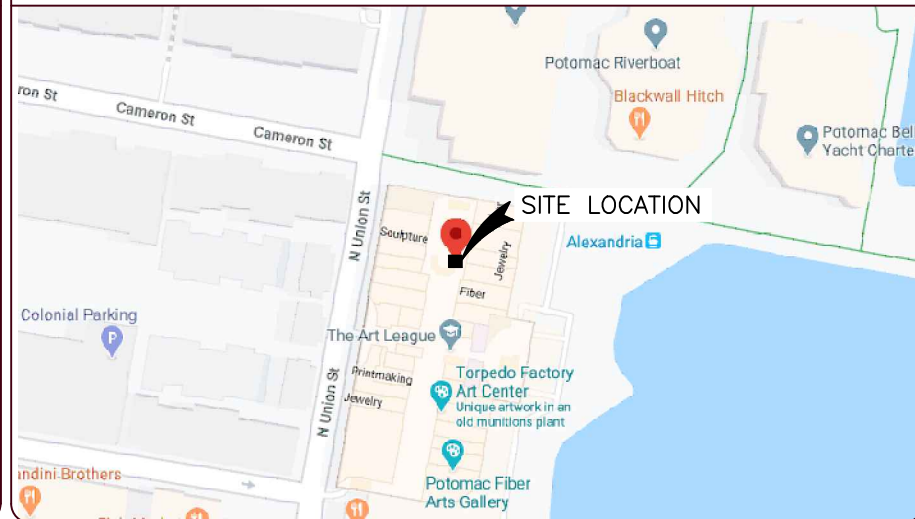 Potomac Riverboat
Blackwall Hitch
ron St
Cameron St
Cameron St
Potomac Bel
Yacht Charte
SITE LOCATION
N Union St
Sculpture
Jewelry
Alexandria
Fiber
Colonial Parking
P
The Art League
Printmaking
Torpedo Factory
Art Center
Unique artwork in an
old munitions plant
Jewelry
N Union St
andini Brothers
Potomac Fiber
Arts Gallery